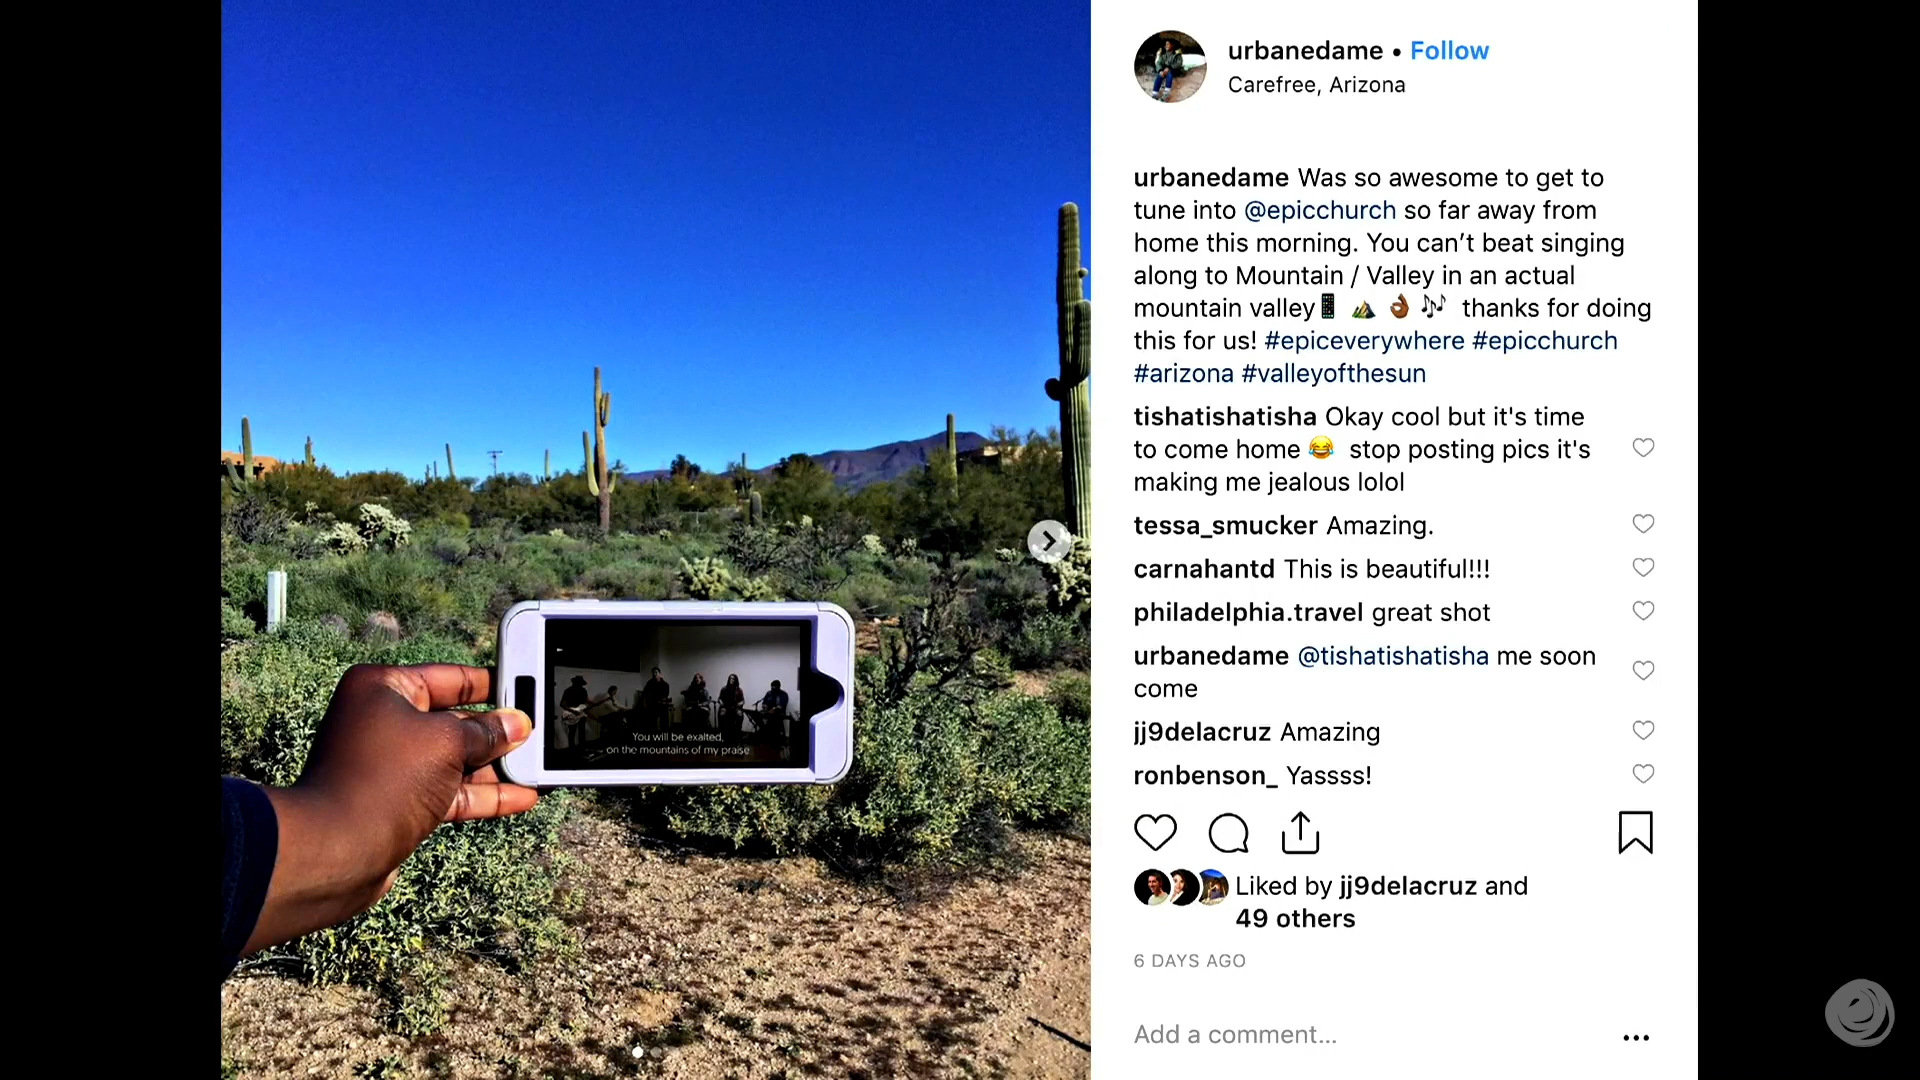 urbanedame • Follow
Carefree, Arizona
urbanedame Was so awesome to get to
tune into @epicchurch so far away from
home this morning. You can’t beat singing
along to Mountain / Valley in an actual
mountain valley📱 ⛰️ 👌🏾 🎶 thanks for doing
this for us! #epiceverywhere #epicchurch
#arizona #valleyofthesun
tishatishatisha Okay cool but it's time
to come home 😂 stop posting pics it's
making me jealous lolol
tessa_smucker Amazing.
carnahantd This is beautiful!!!
philadelphia.travel great shot
urbanedame @tishatishatisha me soon
come
jj9delacruz Amazing
ronbenson_ Yassss!
Liked by jj9delacruz and
49 others
6 DAYS AGO
Add a comment...
You will be exalted,
on the mountains of my praise